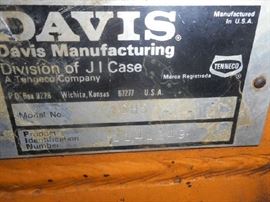 DAVIS
Manufactured
in U.S.A.
Davis Manufacturing
Division of J I Case
A Tenneco Company
TENNECO
Marca Registrada
P.O. Box 9228 Wichita, Kansas 67277 U.S.A.
Model No.
Product
Identification
Number